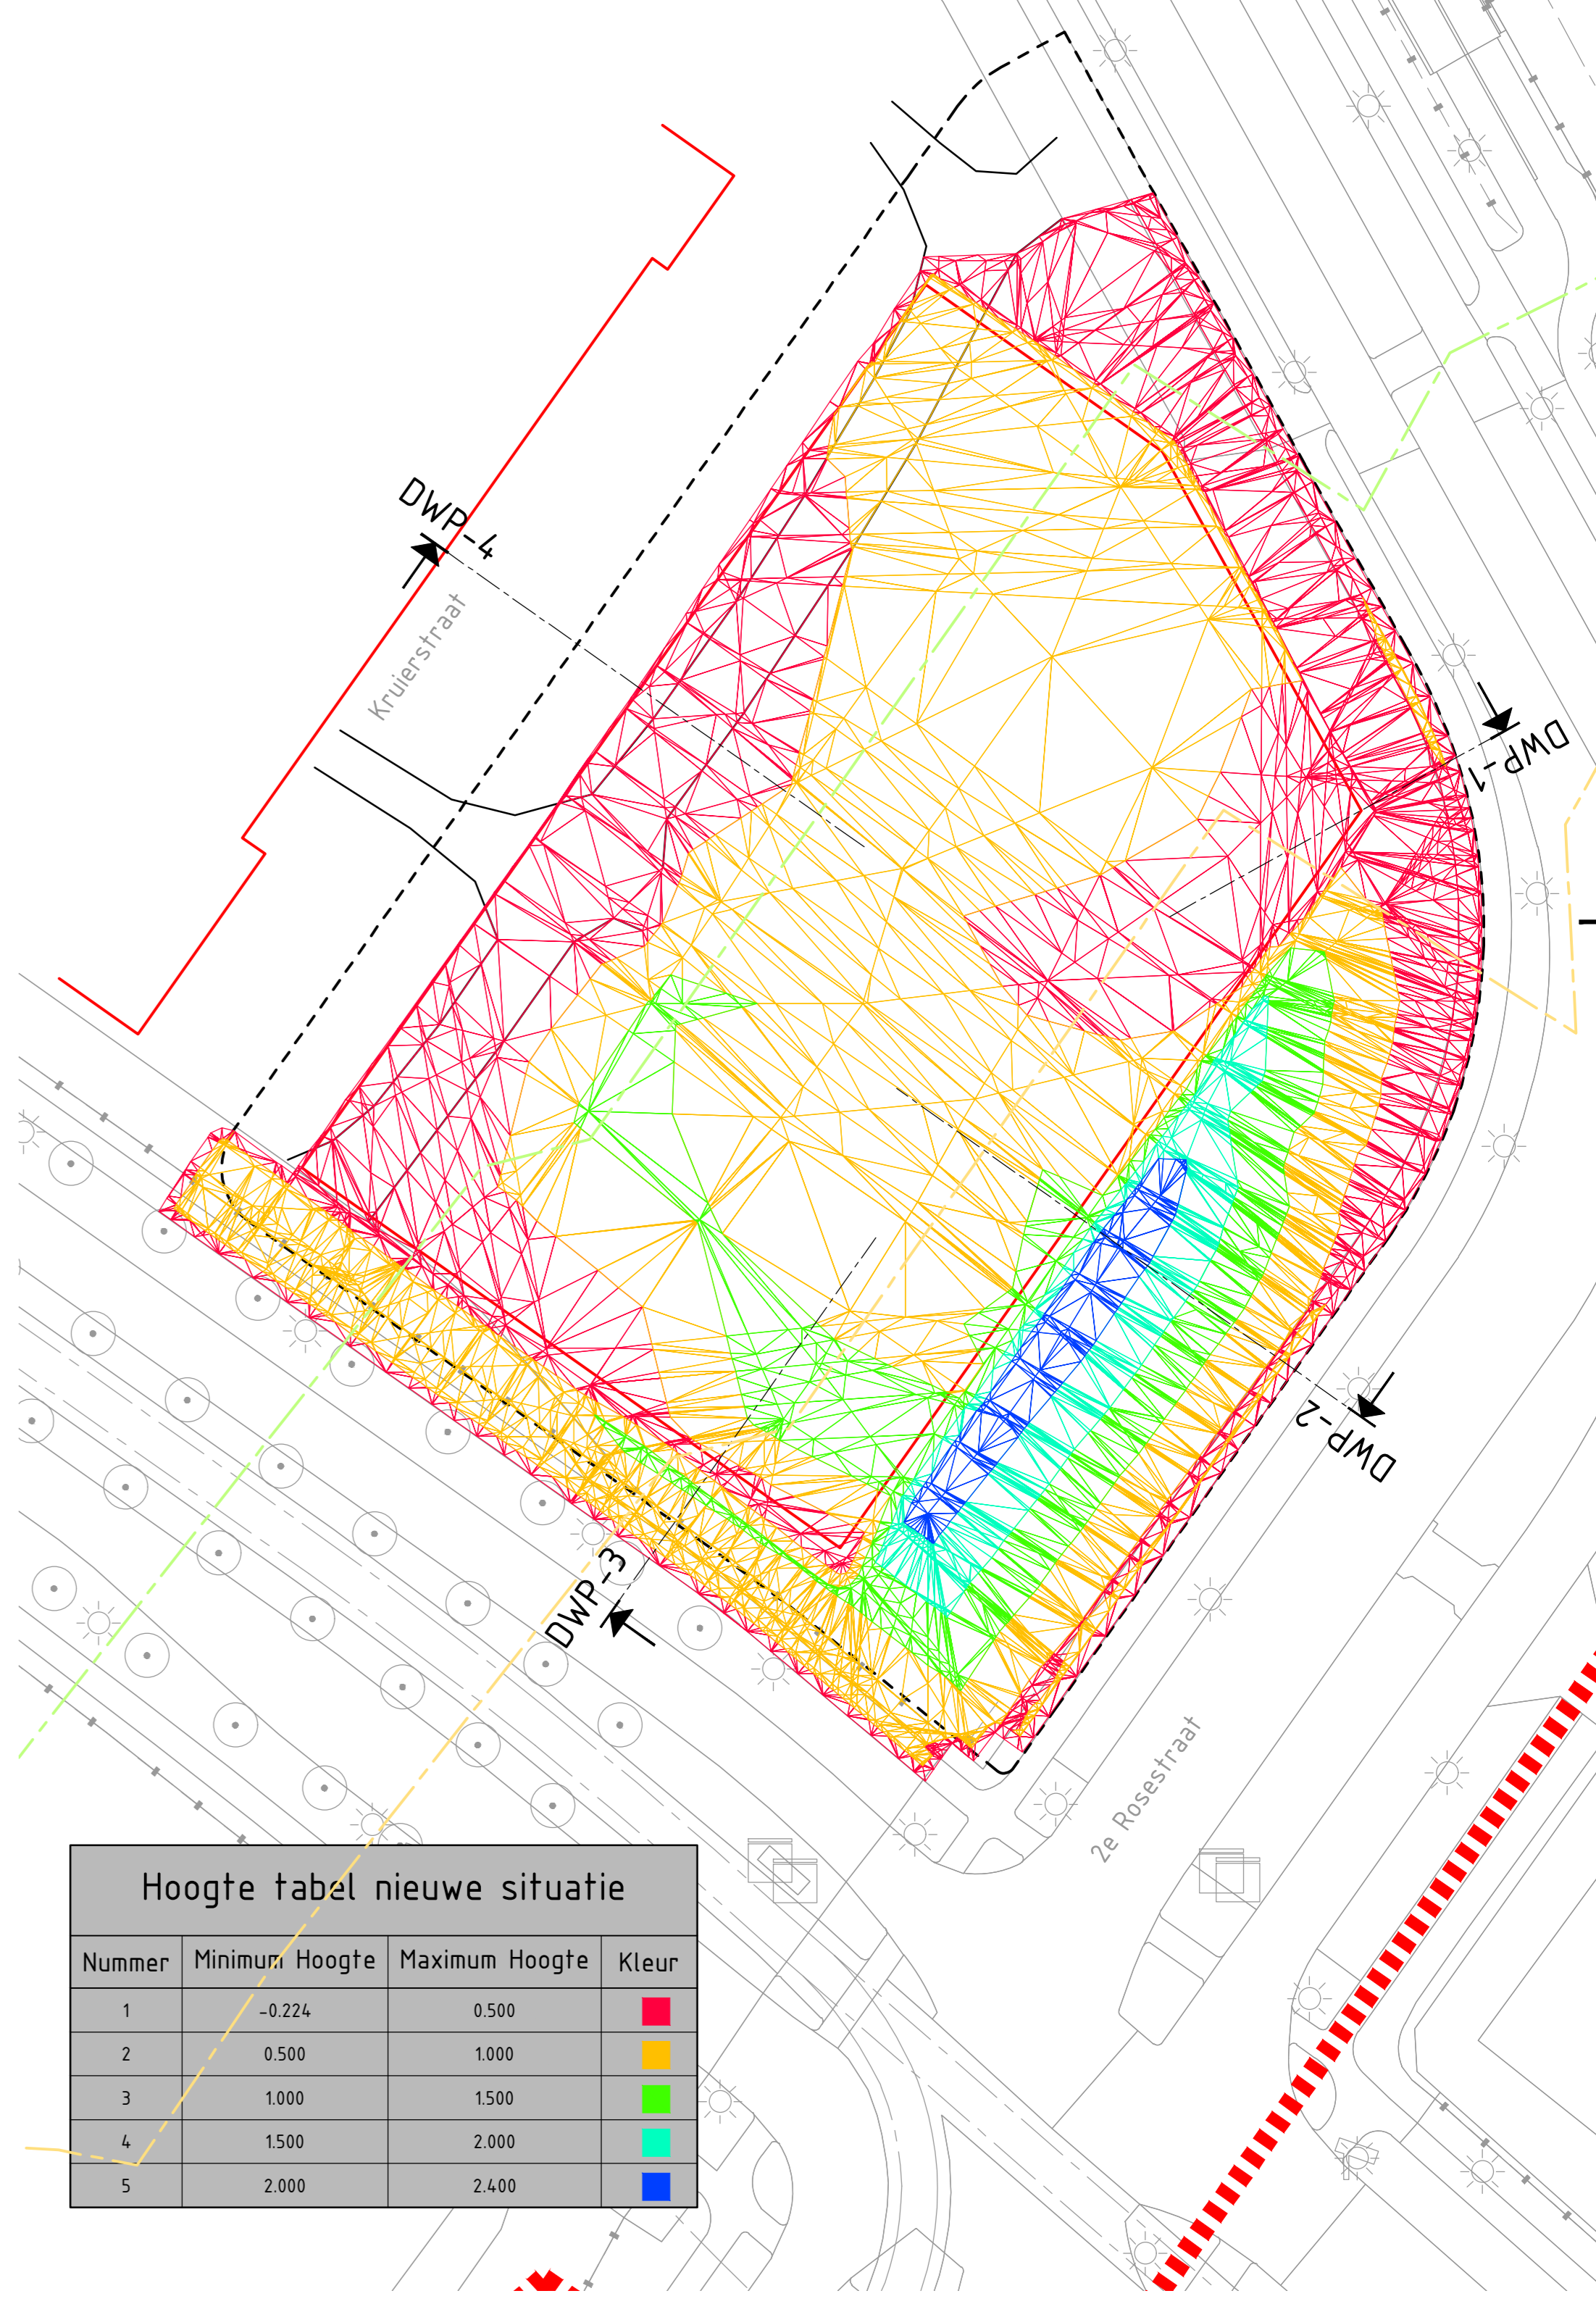 DWP-4
Kruierstraat
DWP-1
DWP-2
DWP-3
2e Rosestraat
Hoogte tabel nieuwe situatie
Nummer Minimum Hoogte Maximum Hoogte Kleur
1 -0.224 0.500
2 0.500 1.000
3 1.000 1.500
4 1.500 2.000
5 2.000 2.400